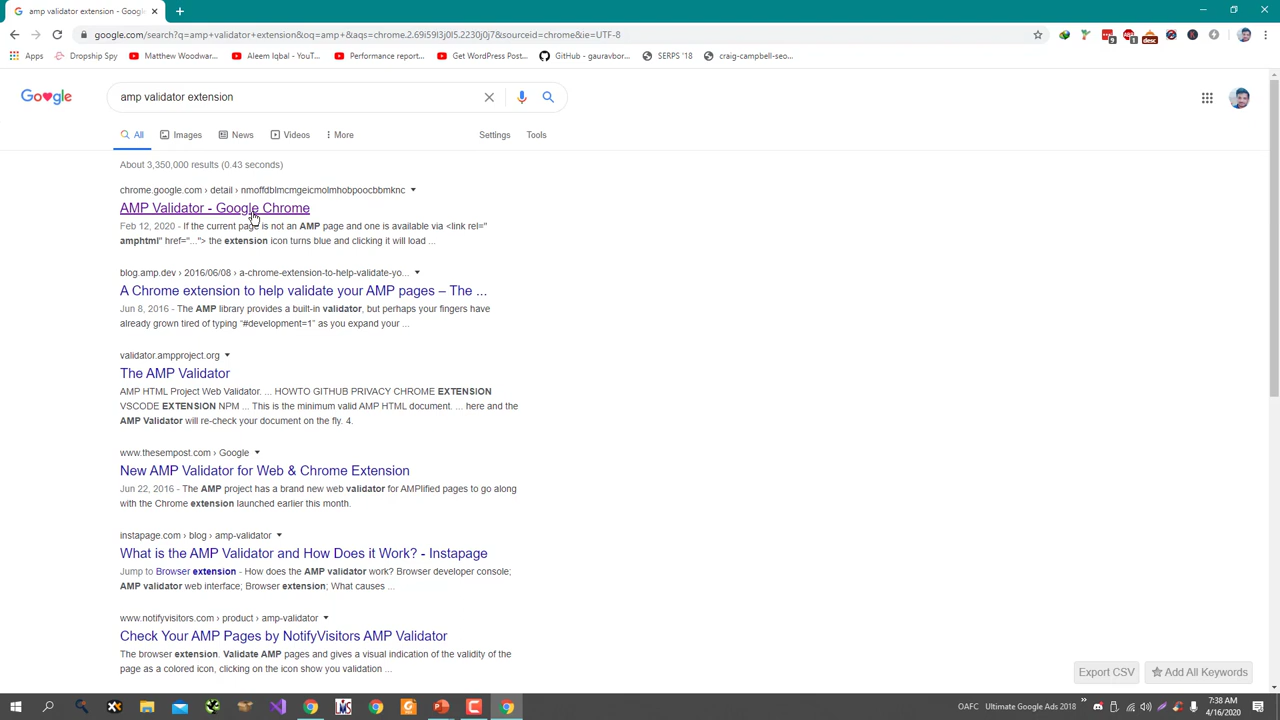 amp validator extension - Goo
google.com/search?q=amp+validator+extension&oq=amp+&aqs=chrome.2.69i59l3j0l5.2230j0j7&sourceid=chrome&ie=UTF-8
Apps
Dropship Spy
Matthew Woodwar...
Aleem Iqbal - YouT...
Performance report...
Get WordPress Post...
GitHub - gauravbor...
SERPS '18
craig-campbell-seo...
Google
amp validator extension
All
Images
News
Videos
More
Settings
Tools
About 3,350,000 results (0.43 seconds)
chrome.google.com › detail › nmoffdblmcmgeicmolmhobpoocbbmknc
AMP Validator - Google Chrome
Feb 12, 2020 - If the current page is not an AMP page and one is available via <link rel="
amphtml" href="..."> the extension icon turns blue and clicking it will load ...
blog.amp.dev › 2016/06/08 › a-chrome-extension-to-help-validate-yo...
A Chrome extension to help validate your AMP pages – The ...
Jun 8, 2016 - The AMP library provides a built-in validator, but perhaps your fingers have
already grown tired of typing “#development=1” as you expand your ...
validator.ampproject.org
The AMP Validator
AMP HTML Project Web Validator. ... HOWTO GITHUB PRIVACY CHROME EXTENSION
VSCODE EXTENSION NPM ... This is the minimum valid AMP HTML document. ... here and the
AMP Validator will re-check your document on the fly. 4.
www.thesempost.com › Google
New AMP Validator for Web & Chrome Extension
Jun 22, 2016 - The AMP project has a brand new web validator for AMPlified pages to go along
with the Chrome extension launched earlier this month.
instapage.com › blog › amp-validator
What is the AMP Validator and How Does it Work? - Instapage
Jump to Browser extension - How does the AMP validator work? Browser developer console;
AMP validator web interface; Browser extension; What causes ...
www.notifyvisitors.com › product › amp-validator
Check Your AMP Pages by NotifyVisitors AMP Validator
The browser extension. Validate AMP pages and gives a visual indication of the validity of the
page as a colored icon, clicking on the icon show you validation ...
Export CSV
Add All Keywords
OAFC
Ultimate Google Ads 2018
7:38 AM
4/16/2020